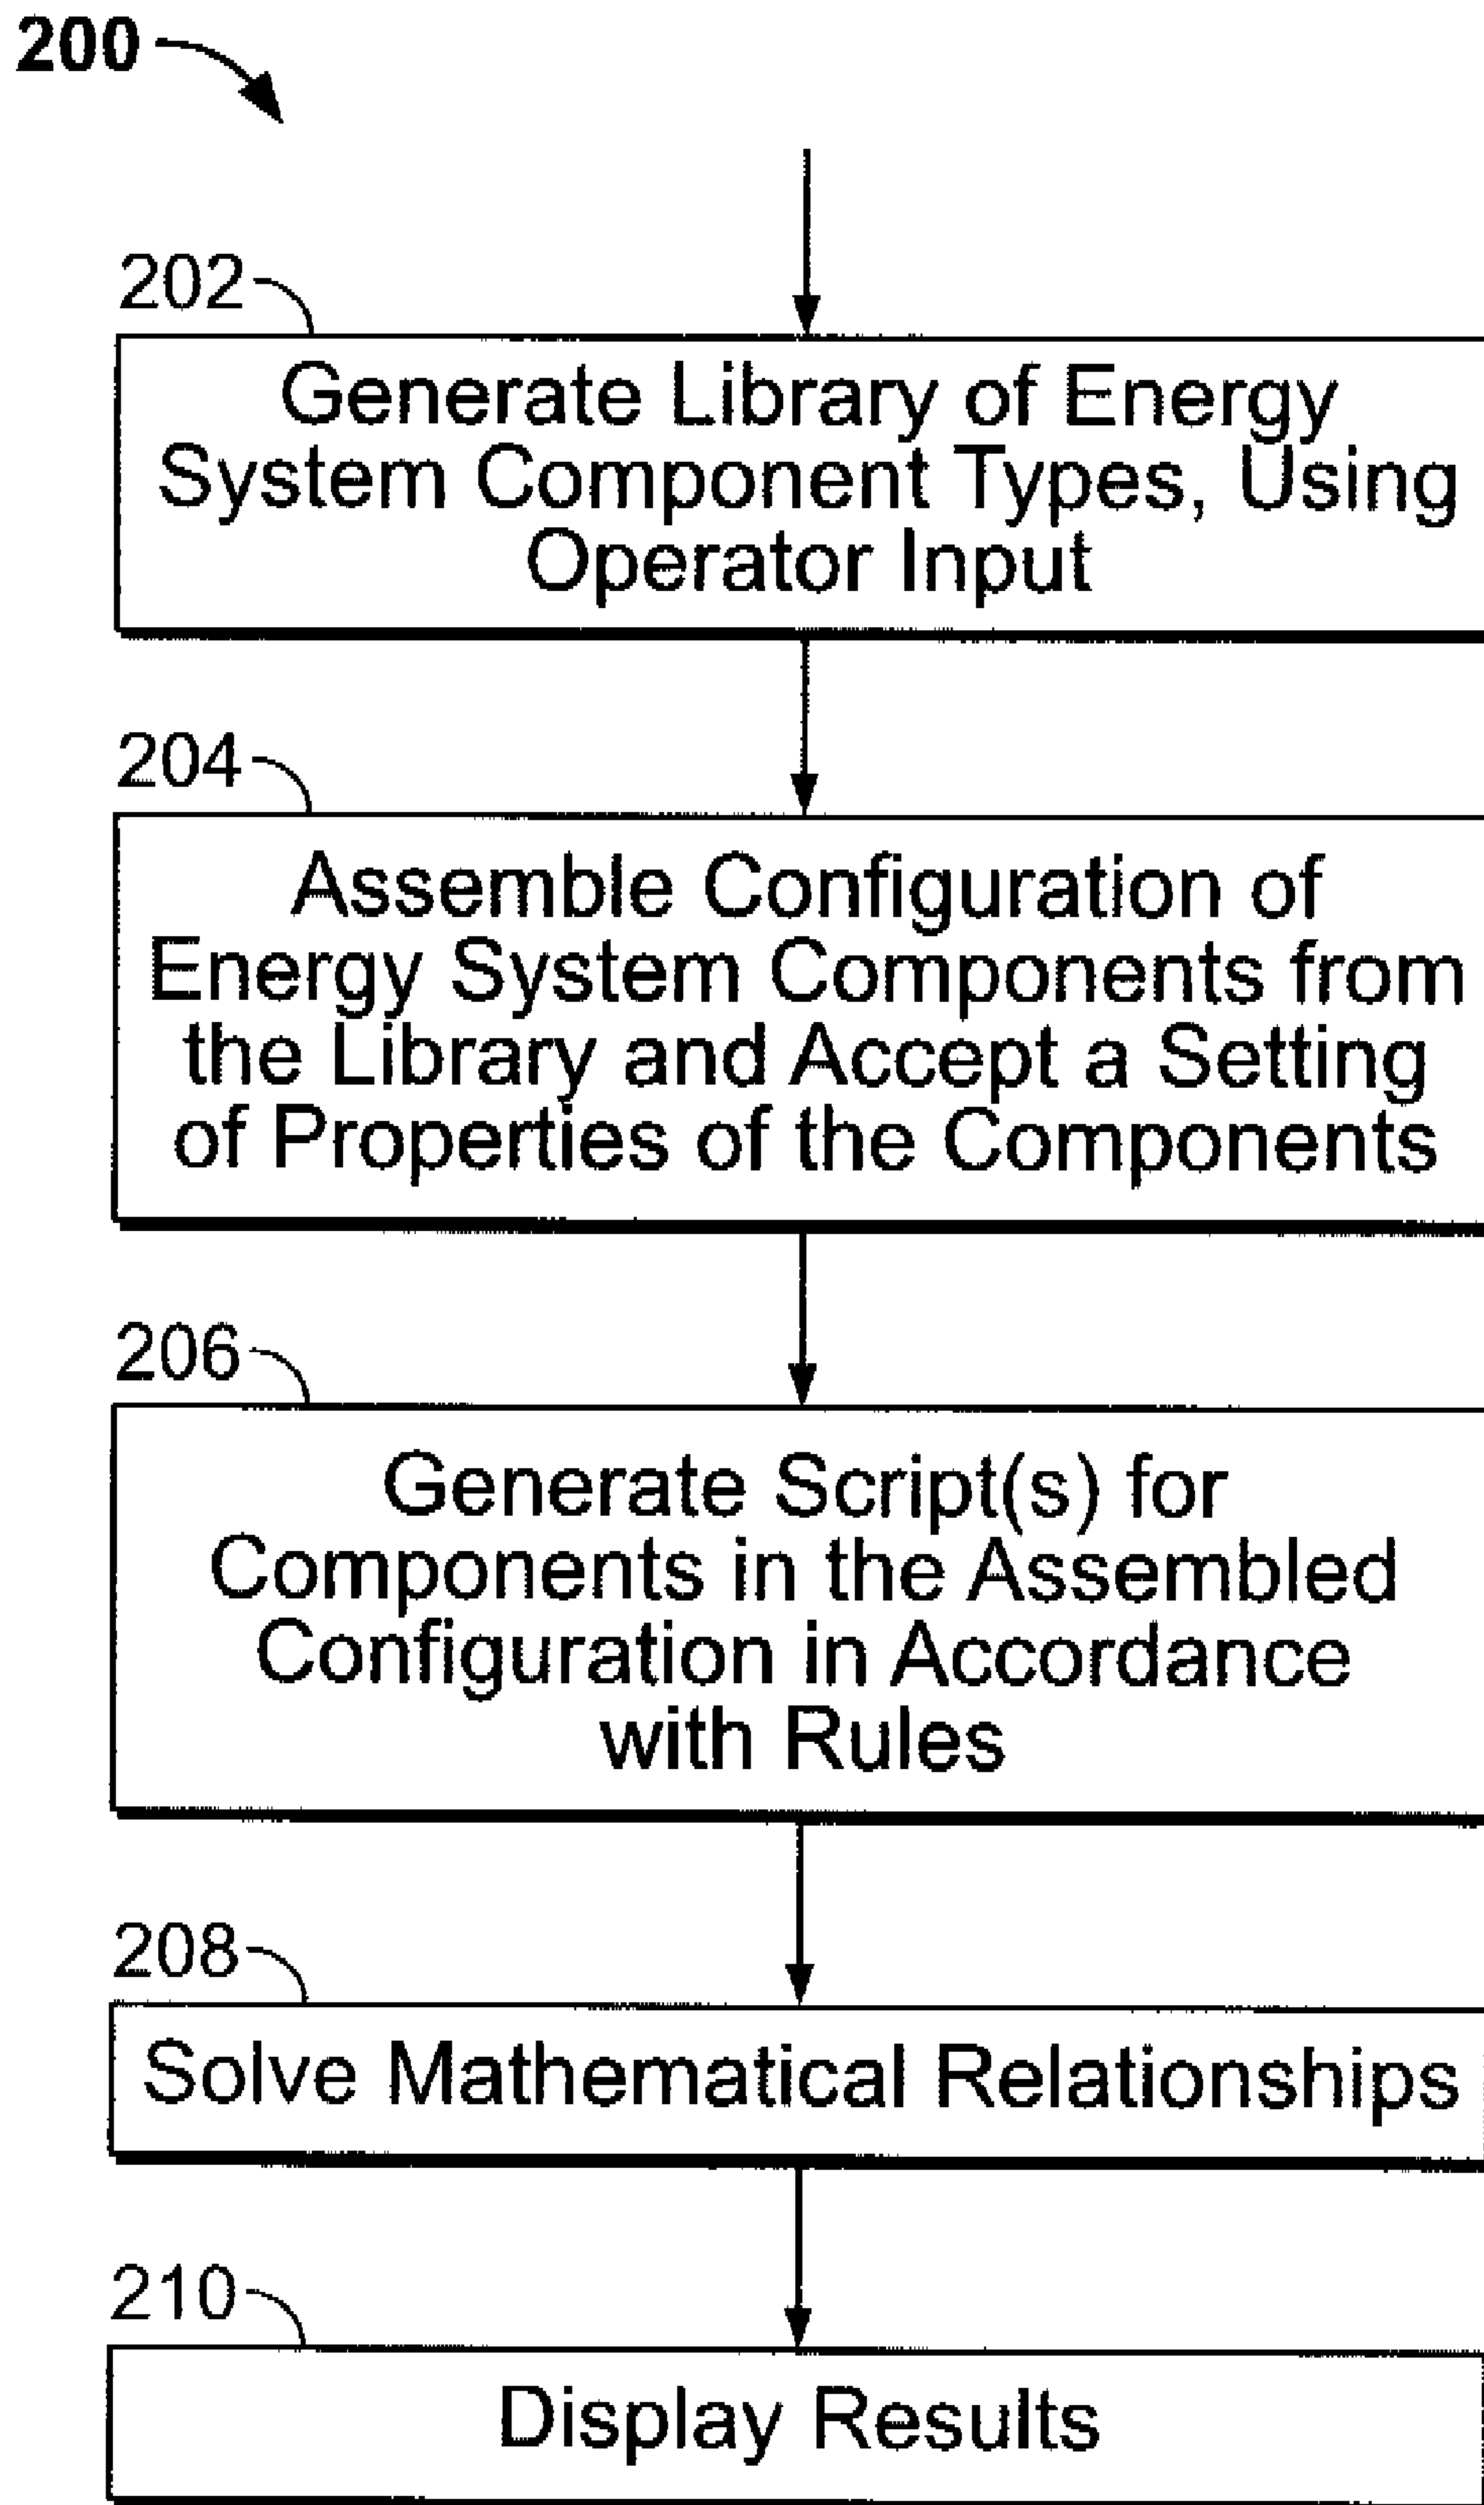 200
202
Generate Library of Energy
System Component Types, Using
Operator Input
204
Assemble Configuration of
Energy System Components from
the Library and Accept a Setting
of Properties of the Components
206
Generate Script(s) for
Components in the Assembled
Configuration in Accordance
with Rules
208
Solve Mathematical Relationships
210
Display Results